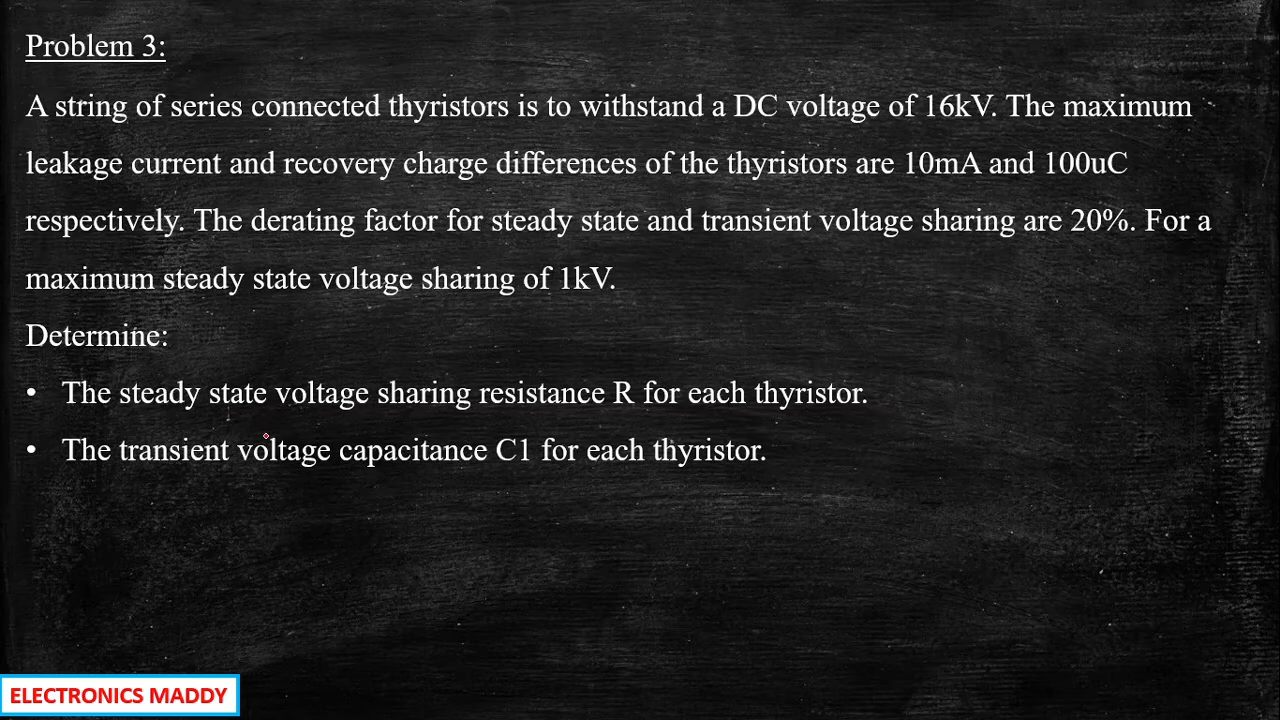 Problem 3:
A string of series connected thyristors is to withstand a DC voltage of 16kV. The maximum
leakage current and recovery charge differences of the thyristors are 10mA and 100uC
respectively. The derating factor for steady state and transient voltage sharing are 20%. For a
maximum steady state voltage sharing of 1kV.
Determine:
• The steady state voltage sharing resistance R for each thyristor.
• The transient voltage capacitance C1 for each thyristor.
ELECTRONICS MADDY